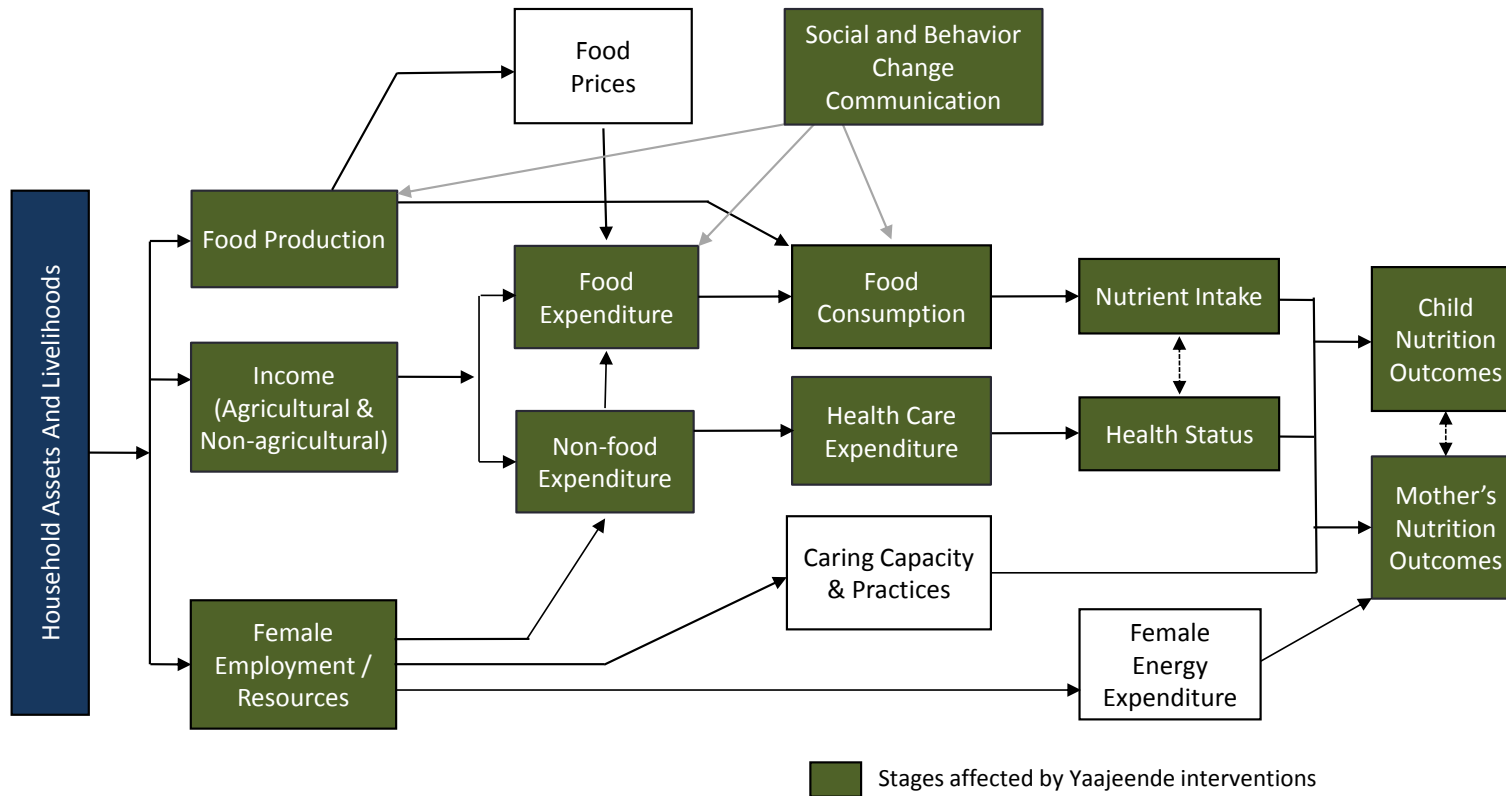 Food
Prices
Social and Behavior
Change
Communication
Household Assets And Livelihoods
Food Production
Food
Expenditure
Food
Consumption
Nutrient Intake
Child
Nutrition
Outcomes
Income
(Agricultural &
Non-agricultural)
Non-food
Expenditure
Health Care
Expenditure
Health Status
Mother’s
Nutrition
Outcomes
Caring Capacity
& Practices
Female
Employment /
Resources
Female
Energy
Expenditure
Stages affected by Yaajeende interventions